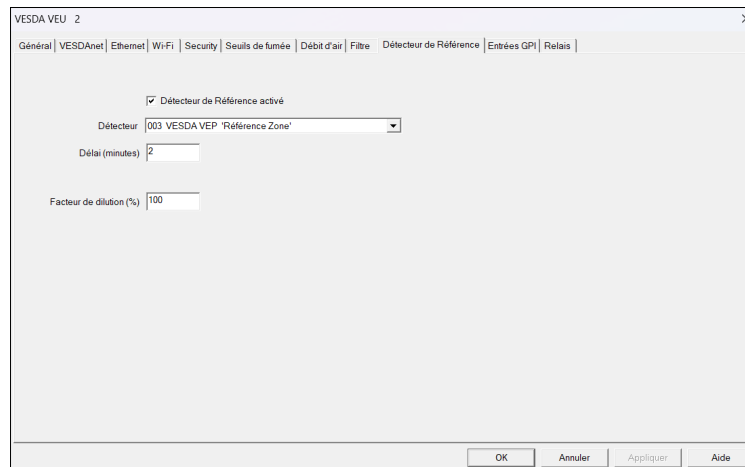 VESDA VEU 2
Général VESDAnet Ethernet Wi-Fi Security Seuils de fumée Débit d'air Filtre Détecteur de Référence Entrées GPI Relais
Détecteur de Référence activé
Détecteur 003 VESDA VEP 'Référence Zone'
Délai (minutes) 2
Facteur de dilution (%) 100
OK Annuler Appliquer Aide